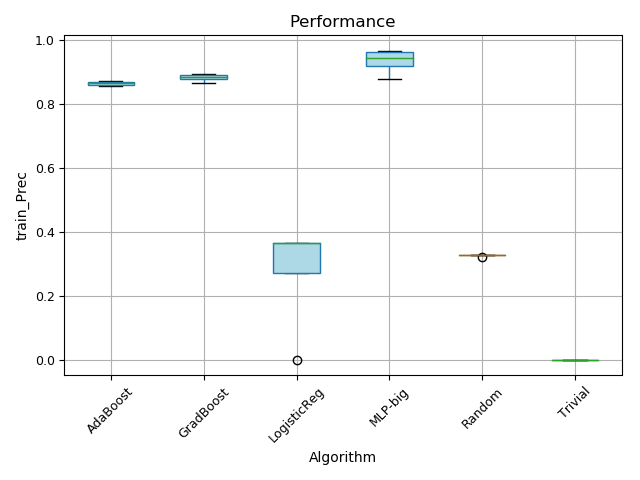 Performance
1.0
0.8
0.6
0.4
0.2
0.0
train_Prec
AdaBoost
GradBoost
LogisticReg
MLP-big
Random
Trivial
Algorithm